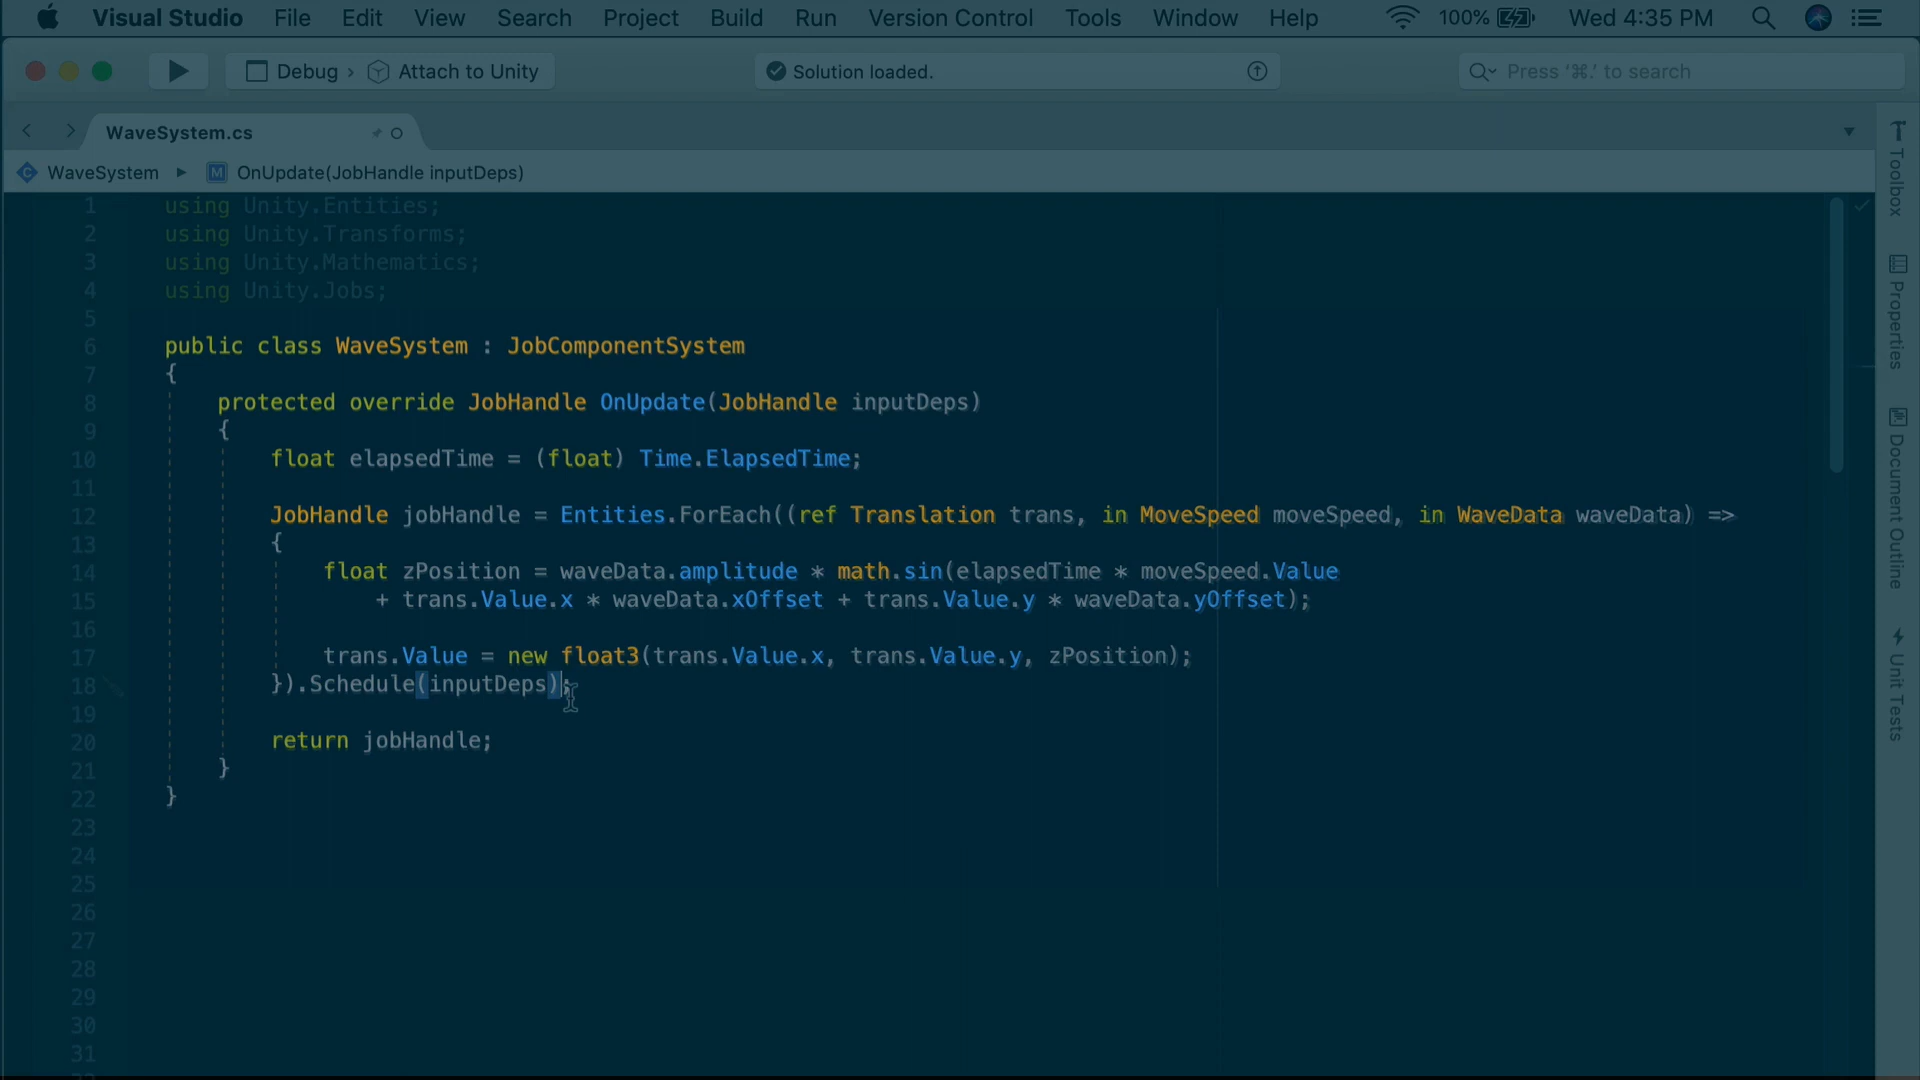 Visual Studio File Edit View Search Project Build Run Version Control Tools Window Help 100% Wed 4:35 PM
Debug › Attach to Unity Solution loaded. Press ‘⌘.’ to search
WaveSystem.cs
WaveSystem ▸ M OnUpdate(JobHandle inputDeps)
1 using Unity.Entities;
2 using Unity.Transforms;
3 using Unity.Mathematics;
4 using Unity.Jobs;
5
6 public class WaveSystem : JobComponentSystem
7 {
8 protected override JobHandle OnUpdate(JobHandle inputDeps)
9 {
10 float elapsedTime = (float) Time.ElapsedTime;
11
12 JobHandle jobHandle = Entities.ForEach((ref Translation trans, in MoveSpeed moveSpeed, in WaveData waveData) =>
13 {
14 float zPosition = waveData.amplitude * math.sin(elapsedTime * moveSpeed.Value
15 + trans.Value.x * waveData.xOffset + trans.Value.y * waveData.yOffset);
16
17 trans.Value = new float3(trans.Value.x, trans.Value.y, zPosition);
18 }).Schedule(inputDeps);
19
20 return jobHandle;
21 }
22 }
23
24
25
26
27
28
29
30
31
Toolbox
Properties
Document Outline
Unit Tests